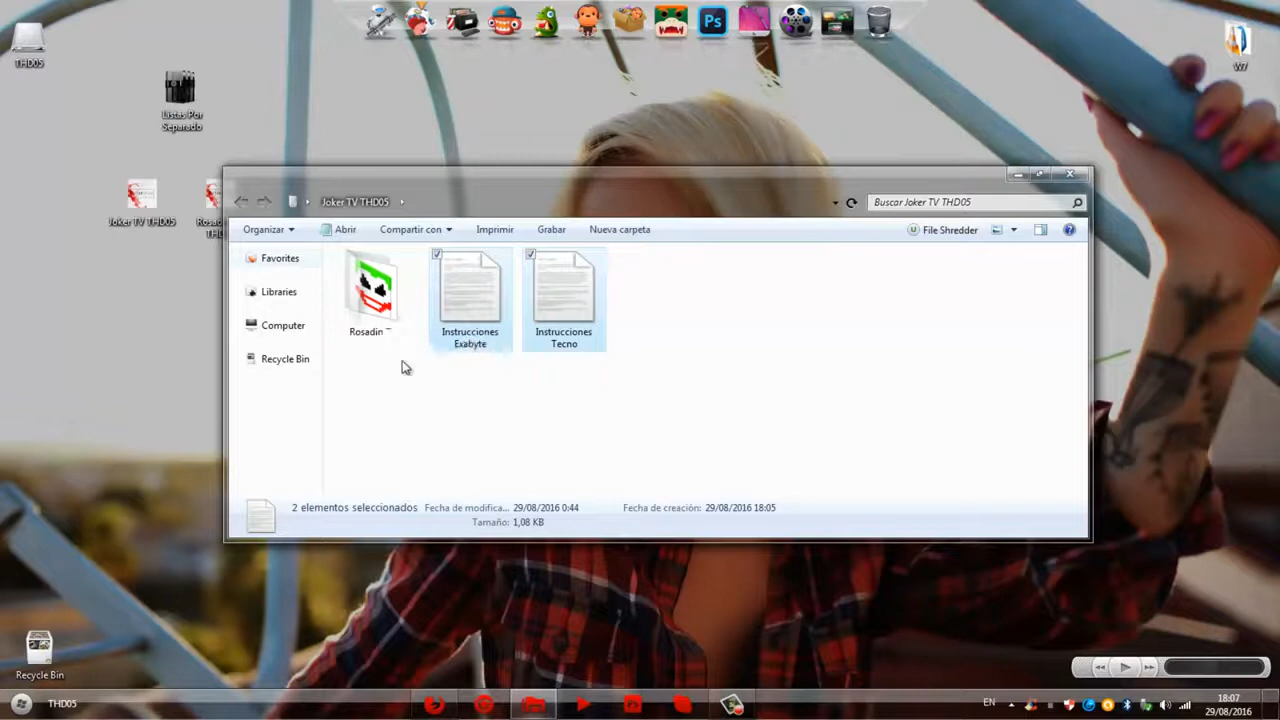 THD05
Listas Por
Separado
Joker TV THD05
Ps
W7
Joker TV THD05
Buscar Joker TV THD05
Organizar
Abrir
Compartir con
Imprimir
Grabar
Nueva carpeta
File Shredder
Favorites
Libraries
Computer
Recycle Bin
Rosadin
Instrucciones
Exabyte
Instrucciones
Tecno
2 elementos seleccionados
Fecha de modifica... 29/08/2016 0:44
Fecha de creación: 29/08/2016 18:05
Tamaño: 1,08 KB
Recycle Bin
THD05
EN
18:07
29/08/2016